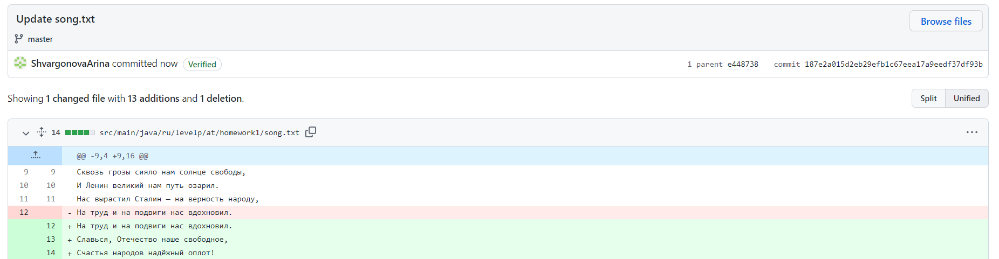 Update song.txt
Browse files
master
ShvargonovaArina committed now Verified
1 parent e448738 commit 187e2a015d2eb29efb1c67eea17a9eedf37df93b
Showing 1 changed file with 13 additions and 1 deletion.
Split Unified
14 src/main/java/ru/levelp/at/homework1/song.txt
@@ -9,4 +9,16 @@
9 9 Сквозь грозы сияло нам солнце свободы,
10 10 И Ленин великий нам путь озарил.
11 11 Нас вырастил Сталин — на верность народу,
12 - На труд и на подвиги нас вдохновил.
12 + На труд и на подвиги нас вдохновил.
13 + Славься, Отечество наше свободное,
14 + Счастья народов надёжный оплот!